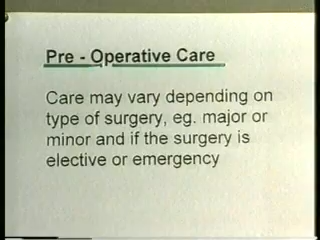 Pre - Operative Care
Care may vary depending on
type of surgery, eg. major or
minor and if the surgery is
elective or emergency